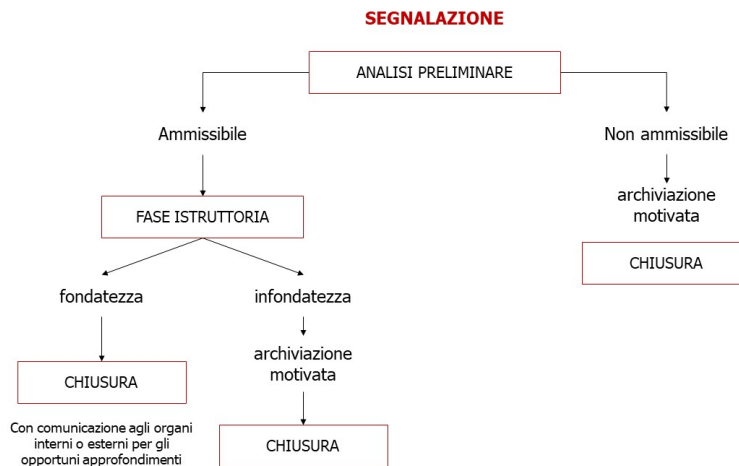 SEGNALAZIONE
ANALISI PRELIMINARE
Ammissibile
Non ammissibile
archiviazione
motivata
FASE ISTRUTTORIA
CHIUSURA
fondatezza
infondatezza
archiviazione
motivata
CHIUSURA
Con comunicazione agli organi
interni o esterni per gli
opportuni approfondimenti
CHIUSURA